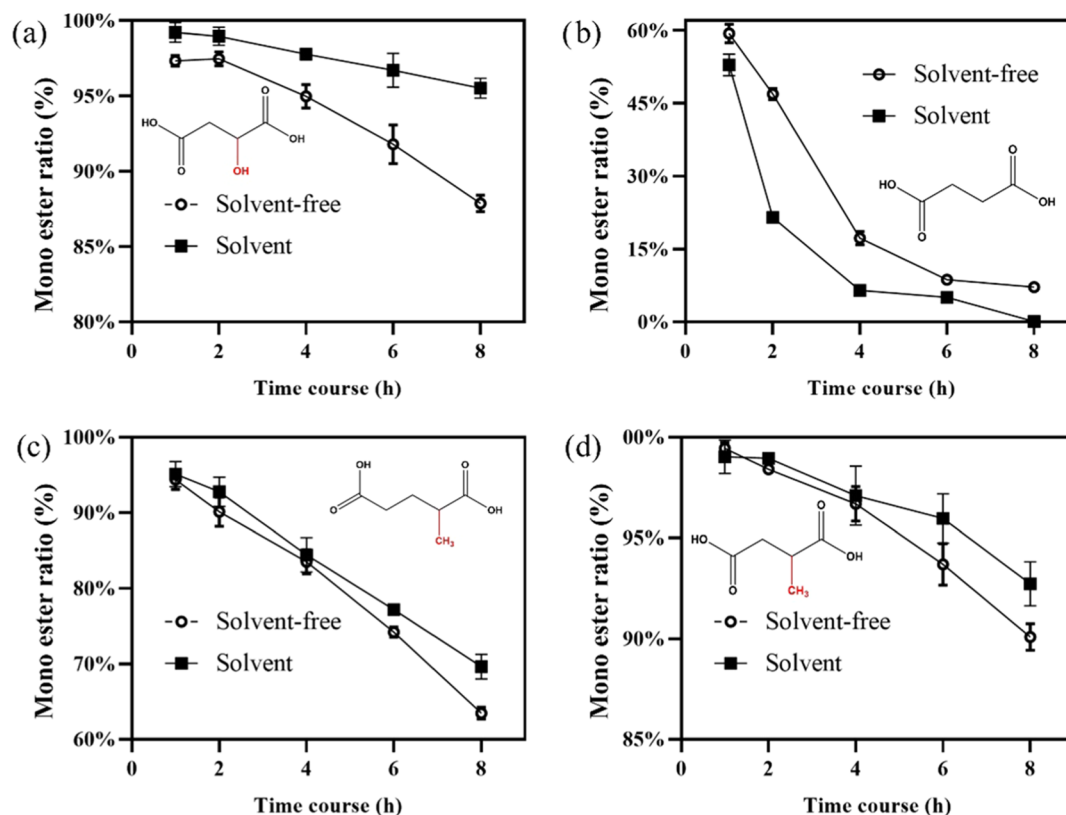 (a)
Mono ester ratio (%)
100%
95%
90%
85%
80%
HO
O
O
OH
OH
Solvent-free
Solvent
0
2
4
6
8
Time course (h)
(b)
Mono ester ratio (%)
60%
45%
30%
15%
0%
Solvent-free
Solvent
O
HO
OH
O
0
2
4
6
8
Time course (h)
(c)
Mono ester ratio (%)
100%
90%
80%
70%
60%
OH
O
O
OH
CH₃
Solvent-free
Solvent
0
2
4
6
8
Time course (h)
(d)
Mono ester ratio (%)
00%
95%
90%
85%
O
HO
OH
O
CH₃
Solvent-free
Solvent
0
2
4
6
8
Time course (h)